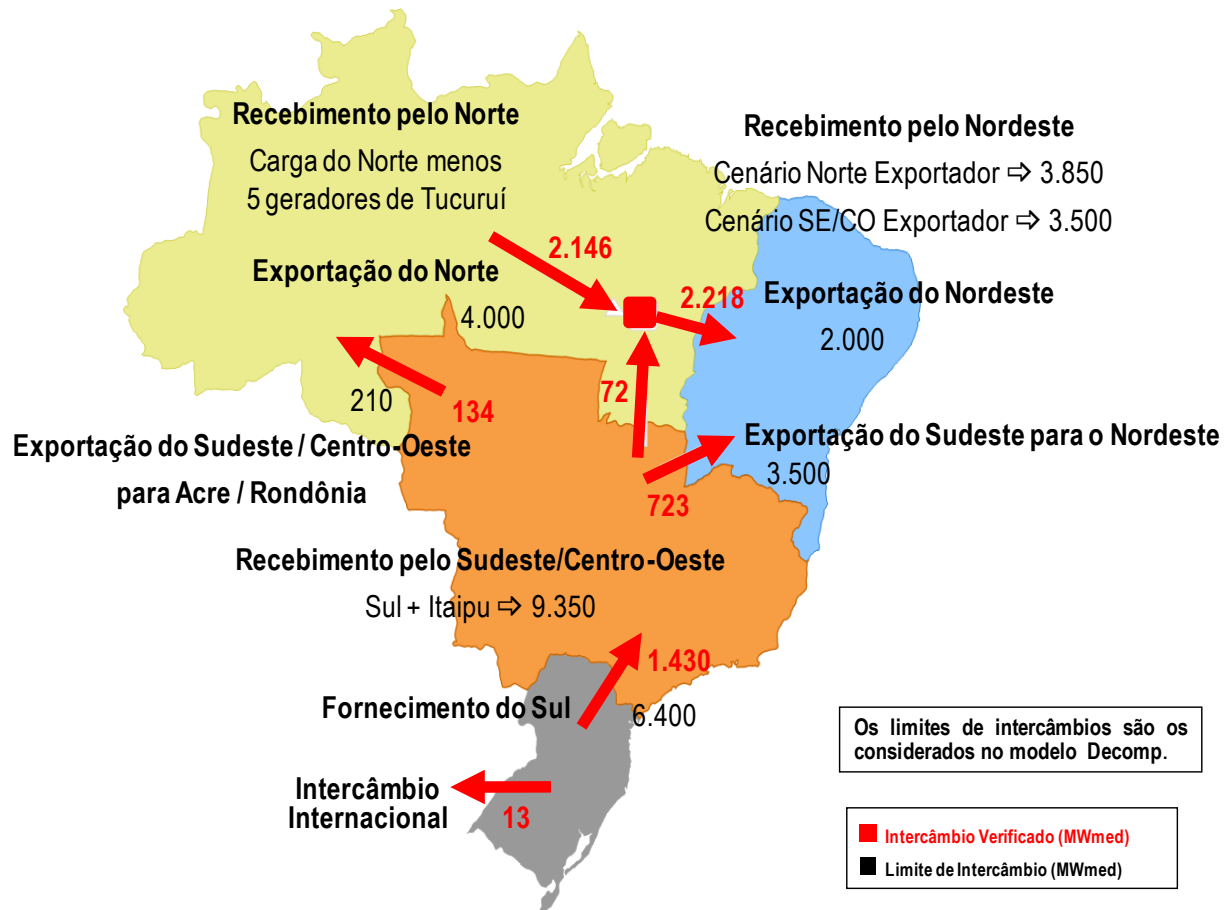 Recebimento pelo Norte
Carga do Norte menos
5 geradores de Tucuruí
Recebimento pelo Nordeste
Cenário Norte Exportador ⇨ 3.850
Cenário SE/CO Exportador ⇨ 3.500
2.146
Exportação do Norte
4.000
2.218
Exportação do Nordeste
2.000
210
134
72
Exportação do Sudeste / Centro-Oeste
para Acre / Rondônia
Exportação do Sudeste para o Nordeste
3.500
723
Recebimento pelo Sudeste/Centro-Oeste
Sul + Itaipu ⇨ 9.350
1.430
Fornecimento do Sul
6.400
Intercâmbio
Internacional
13
Os limites de intercâmbios são os
considerados no modelo Decomp.
Intercâmbio Verificado (MWmed)
Limite de Intercâmbio (MWmed)